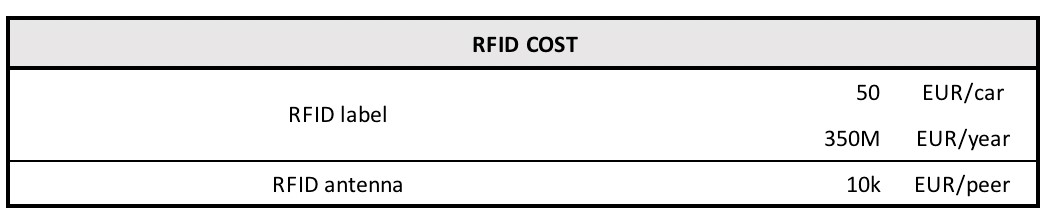 RFID COST
RFID label
50 EUR/car
350M EUR/year
RFID antenna 10k EUR/peer